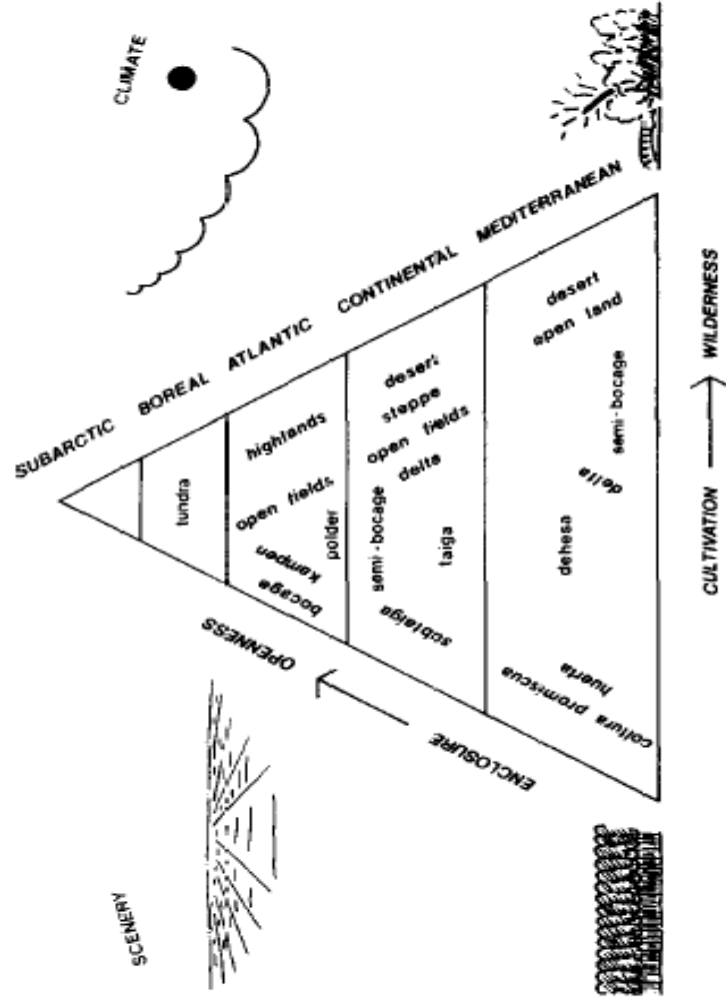 CLIMATE
SCENERY
SUBARCTIC BOREAL ATLANTIC CONTINENTAL MEDITERRANEAN
OPENNESS
ENCLOSURE
tundra
highlands
open fields
polder
kampen
bocage
desert
steppe
open fields
delta
semi-bocage
taiga
subtaiga
desert
open land
semi-bocage
delta
dehesa
huerta
coltura promiscua
CULTIVATION
WILDERNESS